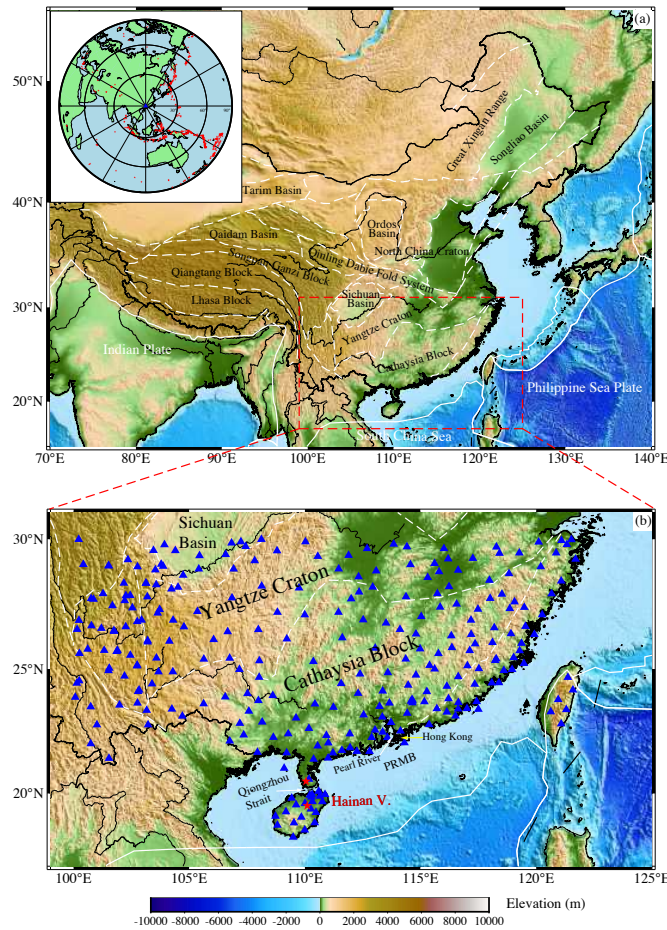 (a)
50°N
40°N
30°N
20°N
Great Xingan Range
Songliao Basin
Tarim Basin
Ordos
Basin
Qaidam Basin
North China Craton
Songpan Ganzi Block
Qinling Dabie Fold System
Qiangtang Block
Sichuan
Basin
Lhasa Block
Yangtze Craton
Indian Plate
Cathaysia Block
Philippine Sea Plate
South China Sea
70°E 80°E 90°E 100°E 110°E 120°E 130°E 140°E
(b)
30°N
25°N
20°N
Sichuan
Basin
Yangtze Craton
Cathaysia Block
Hong Kong
Pearl River
PRMB
Qiongzhou
Strait
Hainan V.
100°E 105°E 110°E 115°E 120°E 125°E
Elevation (m)
-10000 -8000 -6000 -4000 -2000 0 2000 4000 6000 8000 10000